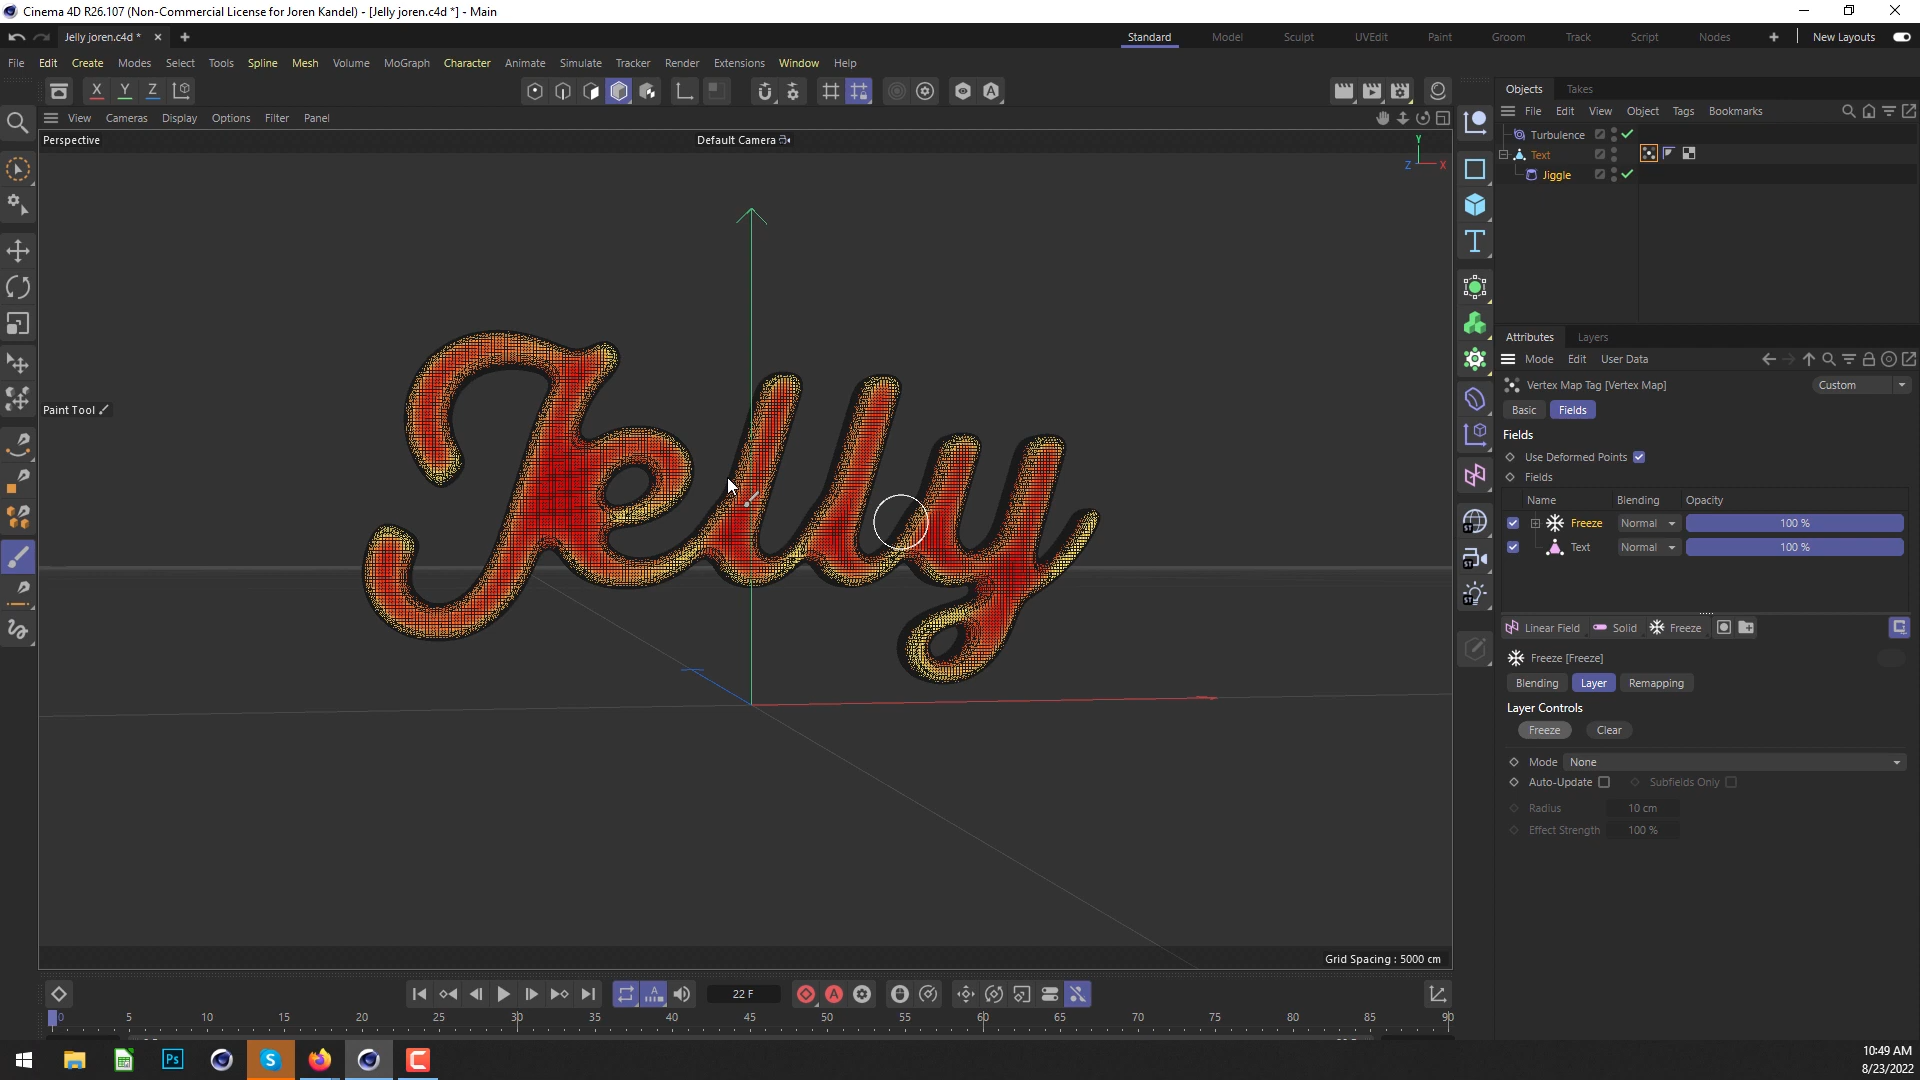 Cinema 4D R26.107 (Non-Commercial License for Joren Kandel) - [Jelly joren.c4d *] - Main
Jelly joren.c4d * × +
Standard Model Sculpt UVEdit Paint Groom Track Script Nodes + New Layouts
File Edit Create Modes Select Tools Spline Mesh Volume MoGraph Character Animate Simulate Tracker Render Extensions Window Help
X Y Z
Objects Takes
File Edit View Object Tags Bookmarks
View Cameras Display Options Filter Panel
Perspective
Default Camera
Y
Z X
Turbulence
Text
Jiggle
Attributes Layers
Mode Edit User Data
Vertex Map Tag [Vertex Map]
Custom
Basic Fields
Paint Tool
Fields
Use Deformed Points
Fields
Name Blending Opacity
Freeze Normal 100 %
Text Normal 100 %
Jelly
Linear Field Solid Freeze
Freeze [Freeze]
Blending Layer Remapping
Layer Controls
Freeze Clear
Mode None
Auto-Update Subfields Only
Radius 10 cm
Effect Strength 100 %
ST
ST
ST
Grid Spacing : 5000 cm
22 F
0 5 10 15 20 25 30 35 40 45 50 55 60 65 70 75 80 85 90
Ps
10:49 AM
8/23/2022